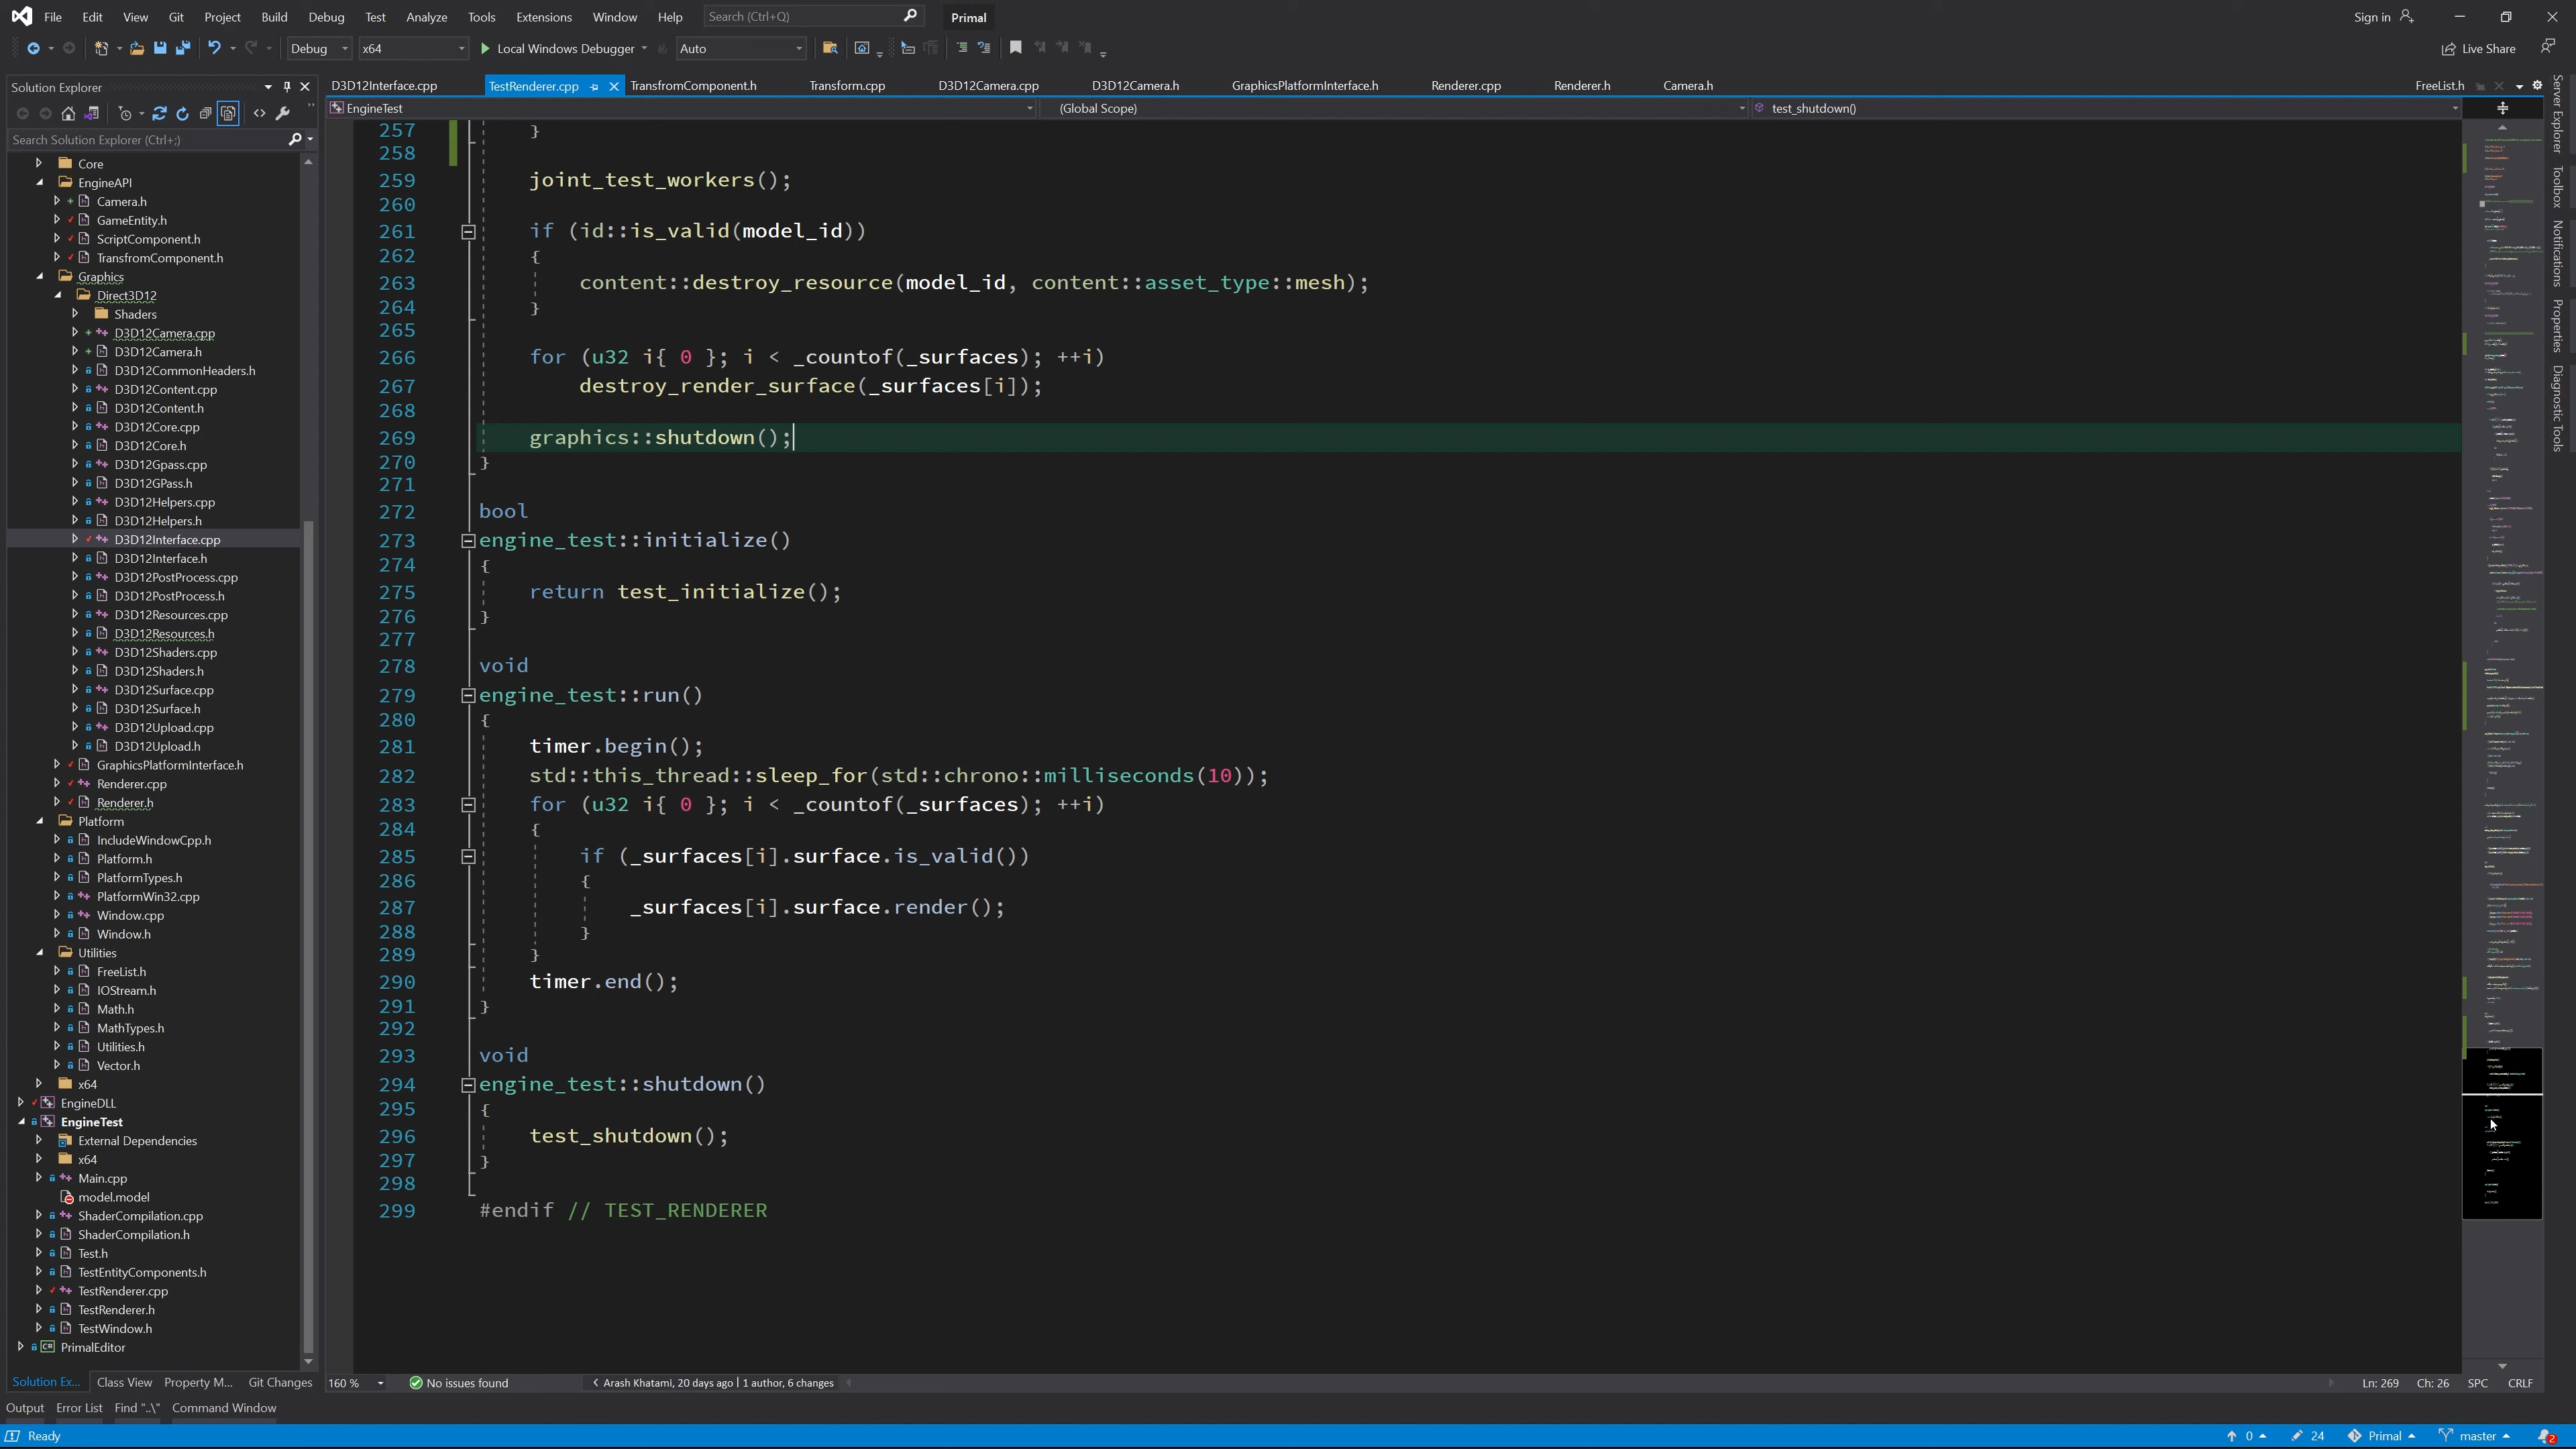 File Edit View Git Project Build Debug Test Analyze Tools Extensions Window Help Search (Ctrl+Q) Primal Sign in
Debug x64 Local Windows Debugger Auto Live Share
Solution Explorer
Search Solution Explorer (Ctrl+;)
Core
EngineAPI
Camera.h
GameEntity.h
ScriptComponent.h
TransfromComponent.h
Graphics
Direct3D12
Shaders
D3D12Camera.cpp
D3D12Camera.h
D3D12CommonHeaders.h
D3D12Content.cpp
D3D12Content.h
D3D12Core.cpp
D3D12Core.h
D3D12Gpass.cpp
D3D12GPass.h
D3D12Helpers.cpp
D3D12Helpers.h
D3D12Interface.cpp
D3D12Interface.h
D3D12PostProcess.cpp
D3D12PostProcess.h
D3D12Resources.cpp
D3D12Resources.h
D3D12Shaders.cpp
D3D12Shaders.h
D3D12Surface.cpp
D3D12Surface.h
D3D12Upload.cpp
D3D12Upload.h
GraphicsPlatformInterface.h
Renderer.cpp
Renderer.h
Platform
IncludeWindowCpp.h
Platform.h
PlatformTypes.h
PlatformWin32.cpp
Window.cpp
Window.h
Utilities
FreeList.h
IOStream.h
Math.h
MathTypes.h
Utilities.h
Vector.h
x64
EngineDLL
EngineTest
External Dependencies
x64
Main.cpp
model.model
ShaderCompilation.cpp
ShaderCompilation.h
Test.h
TestEntityComponents.h
TestRenderer.cpp
TestRenderer.h
TestWindow.h
PrimalEditor
Solution Ex... Class View Property M... Git Changes
D3D12Interface.cpp TestRenderer.cpp TransfromComponent.h Transform.cpp D3D12Camera.cpp D3D12Camera.h GraphicsPlatformInterface.h Renderer.cpp Renderer.h Camera.h FreeList.h
EngineTest (Global Scope) test_shutdown()
257 }
258
259 joint_test_workers();
260
261 if (id::is_valid(model_id))
262 {
263 content::destroy_resource(model_id, content::asset_type::mesh);
264 }
265
266 for (u32 i{ 0 }; i < _countof(_surfaces); ++i)
267 destroy_render_surface(_surfaces[i]);
268
269 graphics::shutdown();
270 }
271
272 bool
273 engine_test::initialize()
274 {
275 return test_initialize();
276 }
277
278 void
279 engine_test::run()
280 {
281 timer.begin();
282 std::this_thread::sleep_for(std::chrono::milliseconds(10));
283 for (u32 i{ 0 }; i < _countof(_surfaces); ++i)
284 {
285 if (_surfaces[i].surface.is_valid())
286 {
287 _surfaces[i].surface.render();
288 }
289 }
290 timer.end();
291 }
292
293 void
294 engine_test::shutdown()
295 {
296 test_shutdown();
297 }
298
299 #endif // TEST_RENDERER
Server Explorer
Toolbox
Notifications
Properties
Diagnostic Tools
160 % No issues found < Arash Khatami, 20 days ago | 1 author, 6 changes Ln: 269 Ch: 26 SPC CRLF
Output Error List Find "..\" Command Window
Ready 0 24 Primal master 2